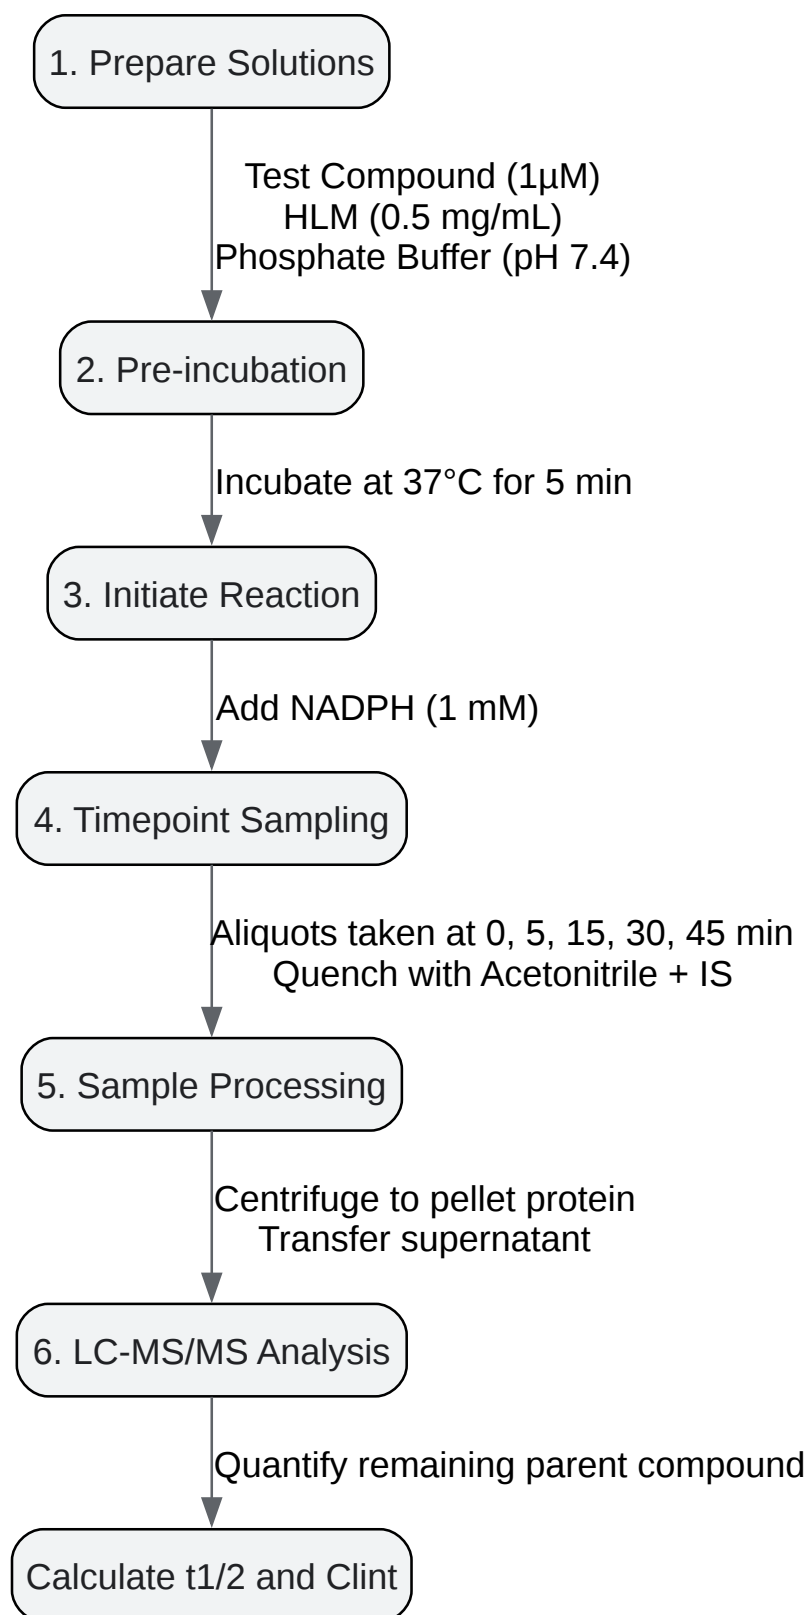 1. Prepare Solutions
Test Compound (1µM)
HLM (0.5 mg/mL)
Phosphate Buffer (pH 7.4)
2. Pre-incubation
Incubate at 37°C for 5 min
3. Initiate Reaction
Add NADPH (1 mM)
4. Timepoint Sampling
Aliquots taken at 0, 5, 15, 30, 45 min
Quench with Acetonitrile + IS
5. Sample Processing
Centrifuge to pellet protein
Transfer supernatant
6. LC-MS/MS Analysis
Quantify remaining parent compound
Calculate t1/2 and Clint